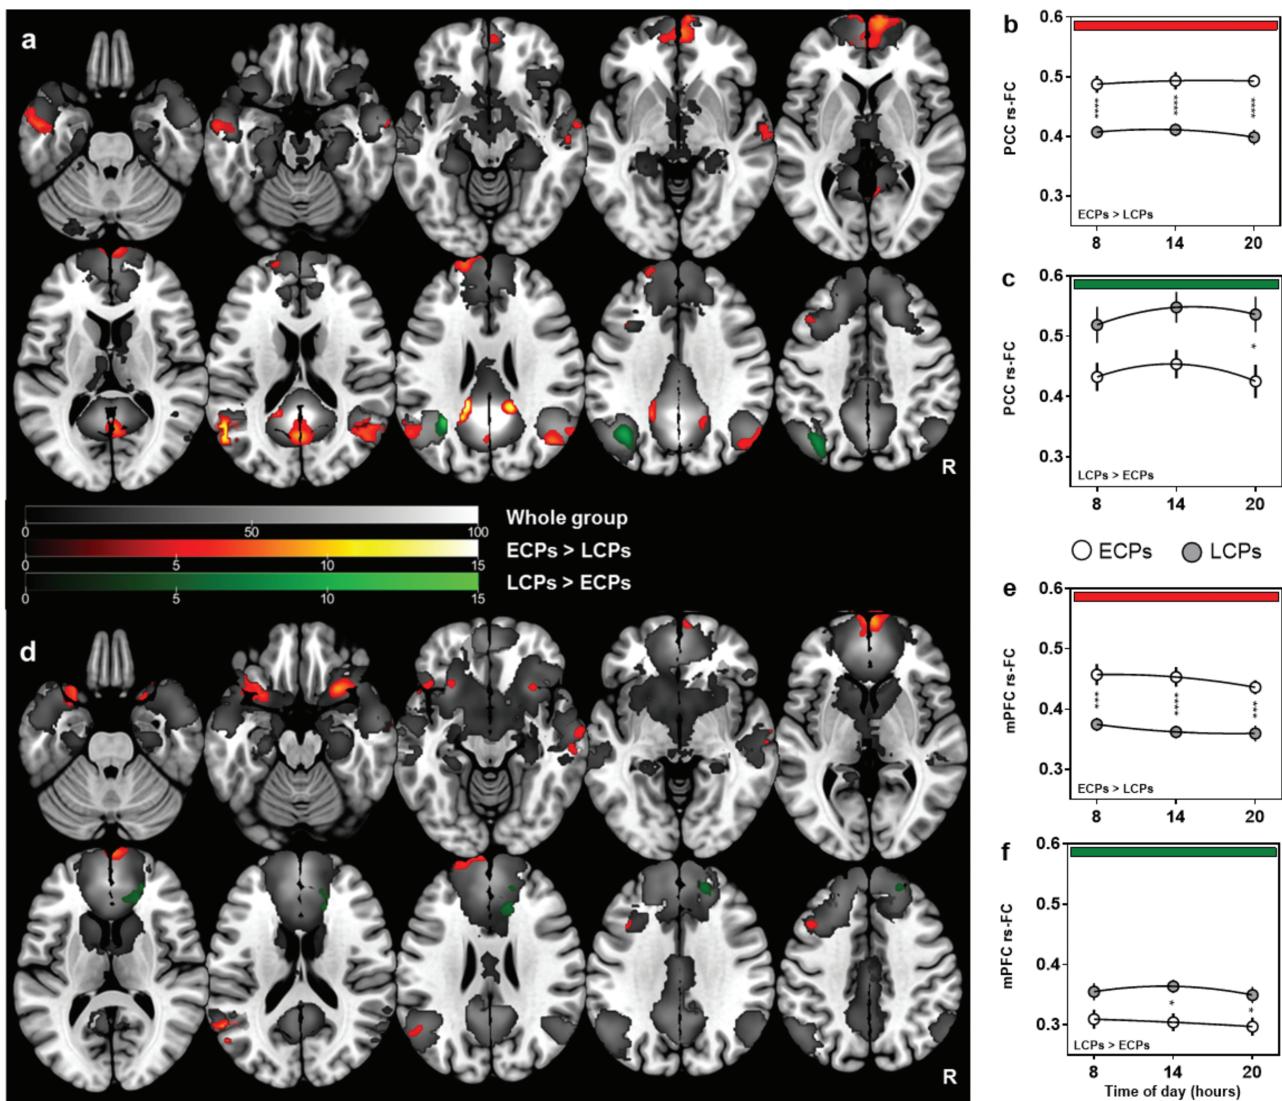 a
R
0 50 100 Whole group
0 5 10 15 ECPs > LCPs
0 5 10 15 LCPs > ECPs
d
R
b
0.6
0.5
0.4
0.3
PCC rs-FC
**** **** ****
ECPs > LCPs
8 14 20
c
0.6
0.5
0.4
0.3
PCC rs-FC
*
LCPs > ECPs
8 14 20
ECPs LCPs
e
0.6
0.5
0.4
0.3
mPFC rs-FC
*** **** ***
ECPs > LCPs
8 14 20
f
0.6
0.5
0.4
0.3
mPFC rs-FC
* *
LCPs > ECPs
8 14 20
Time of day (hours)